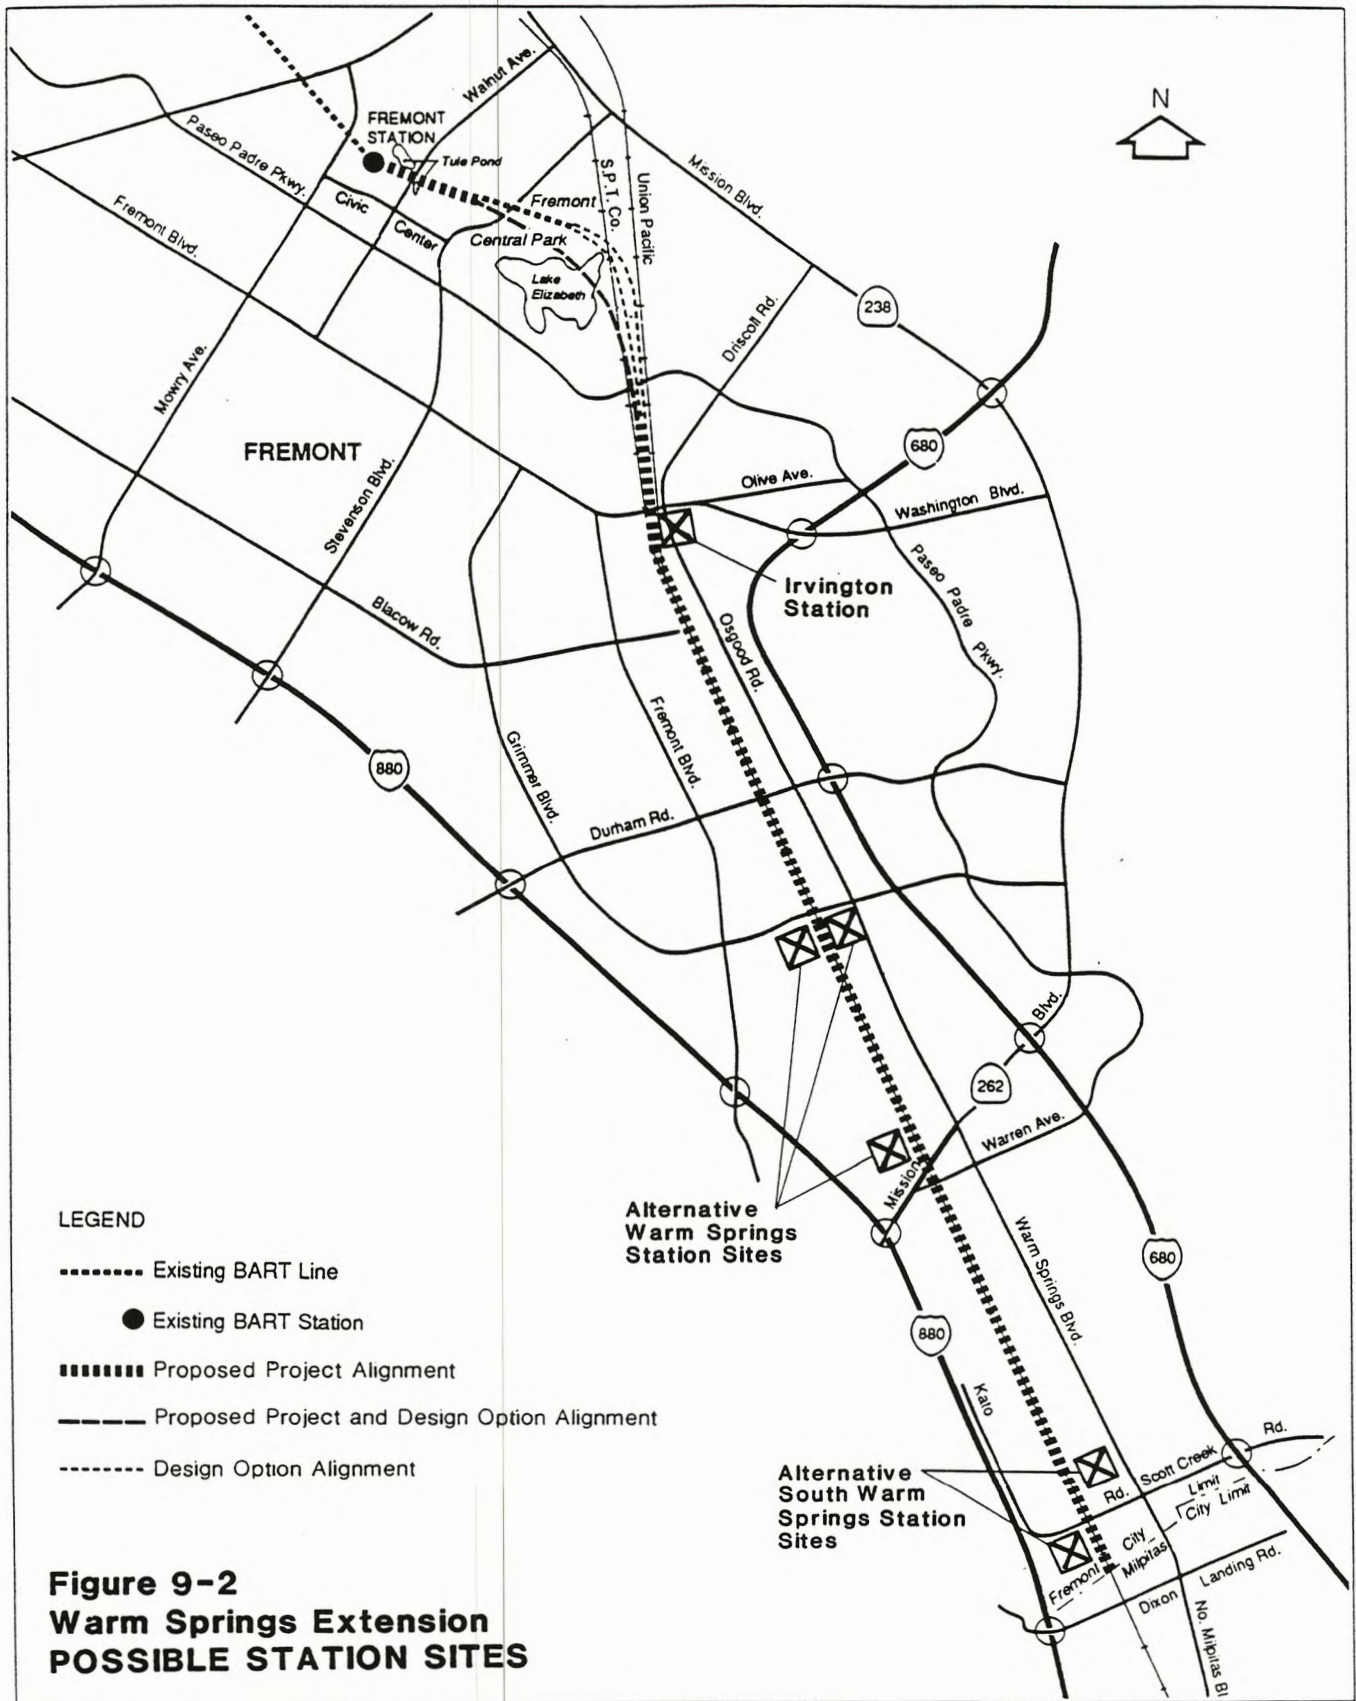 N
Walnut Ave.
FREMONT
STATION
Tule Pond
Paseo Padre Pkwy.
Civic
Center
Fremont
Central Park
Lake
Elizabeth
S.P.T. Co.
Union Pacific
Mission Blvd.
Fremont Blvd.
238
Driscoll Rd.
Mowry Ave.
FREMONT
680
Stevenson Blvd.
Olive Ave.
Washington Blvd.
Irvington
Station
Paseo Padre Pkwy.
Blacow Rd.
Osgood Rd.
Fremont Blvd.
Grimmer Blvd.
880
Durham Rd.
Blvd.
262
Warren Ave.
Mission
Alternative
Warm Springs
Station Sites
Warm Springs Blvd.
680
880
LEGEND
Existing BART Line
Existing BART Station
Proposed Project Alignment
Proposed Project and Design Option Alignment
Design Option Alignment
Kato
Rd.
Scott Creek
Rd.
Limit
City Limit
City
Milpitas
Fremont
Alternative
South Warm
Springs Station
Sites
Dixon
Landing Rd.
No. Milpitas Bl
Figure 9-2
Warm Springs Extension
POSSIBLE STATION SITES